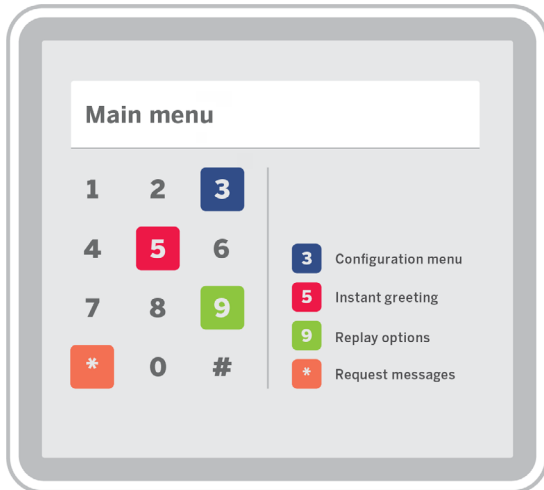 Main menu
1 2 3
4 5 6
7 8 9
* 0 #
3 Configuration menu
5 Instant greeting
9 Replay options
* Request messages